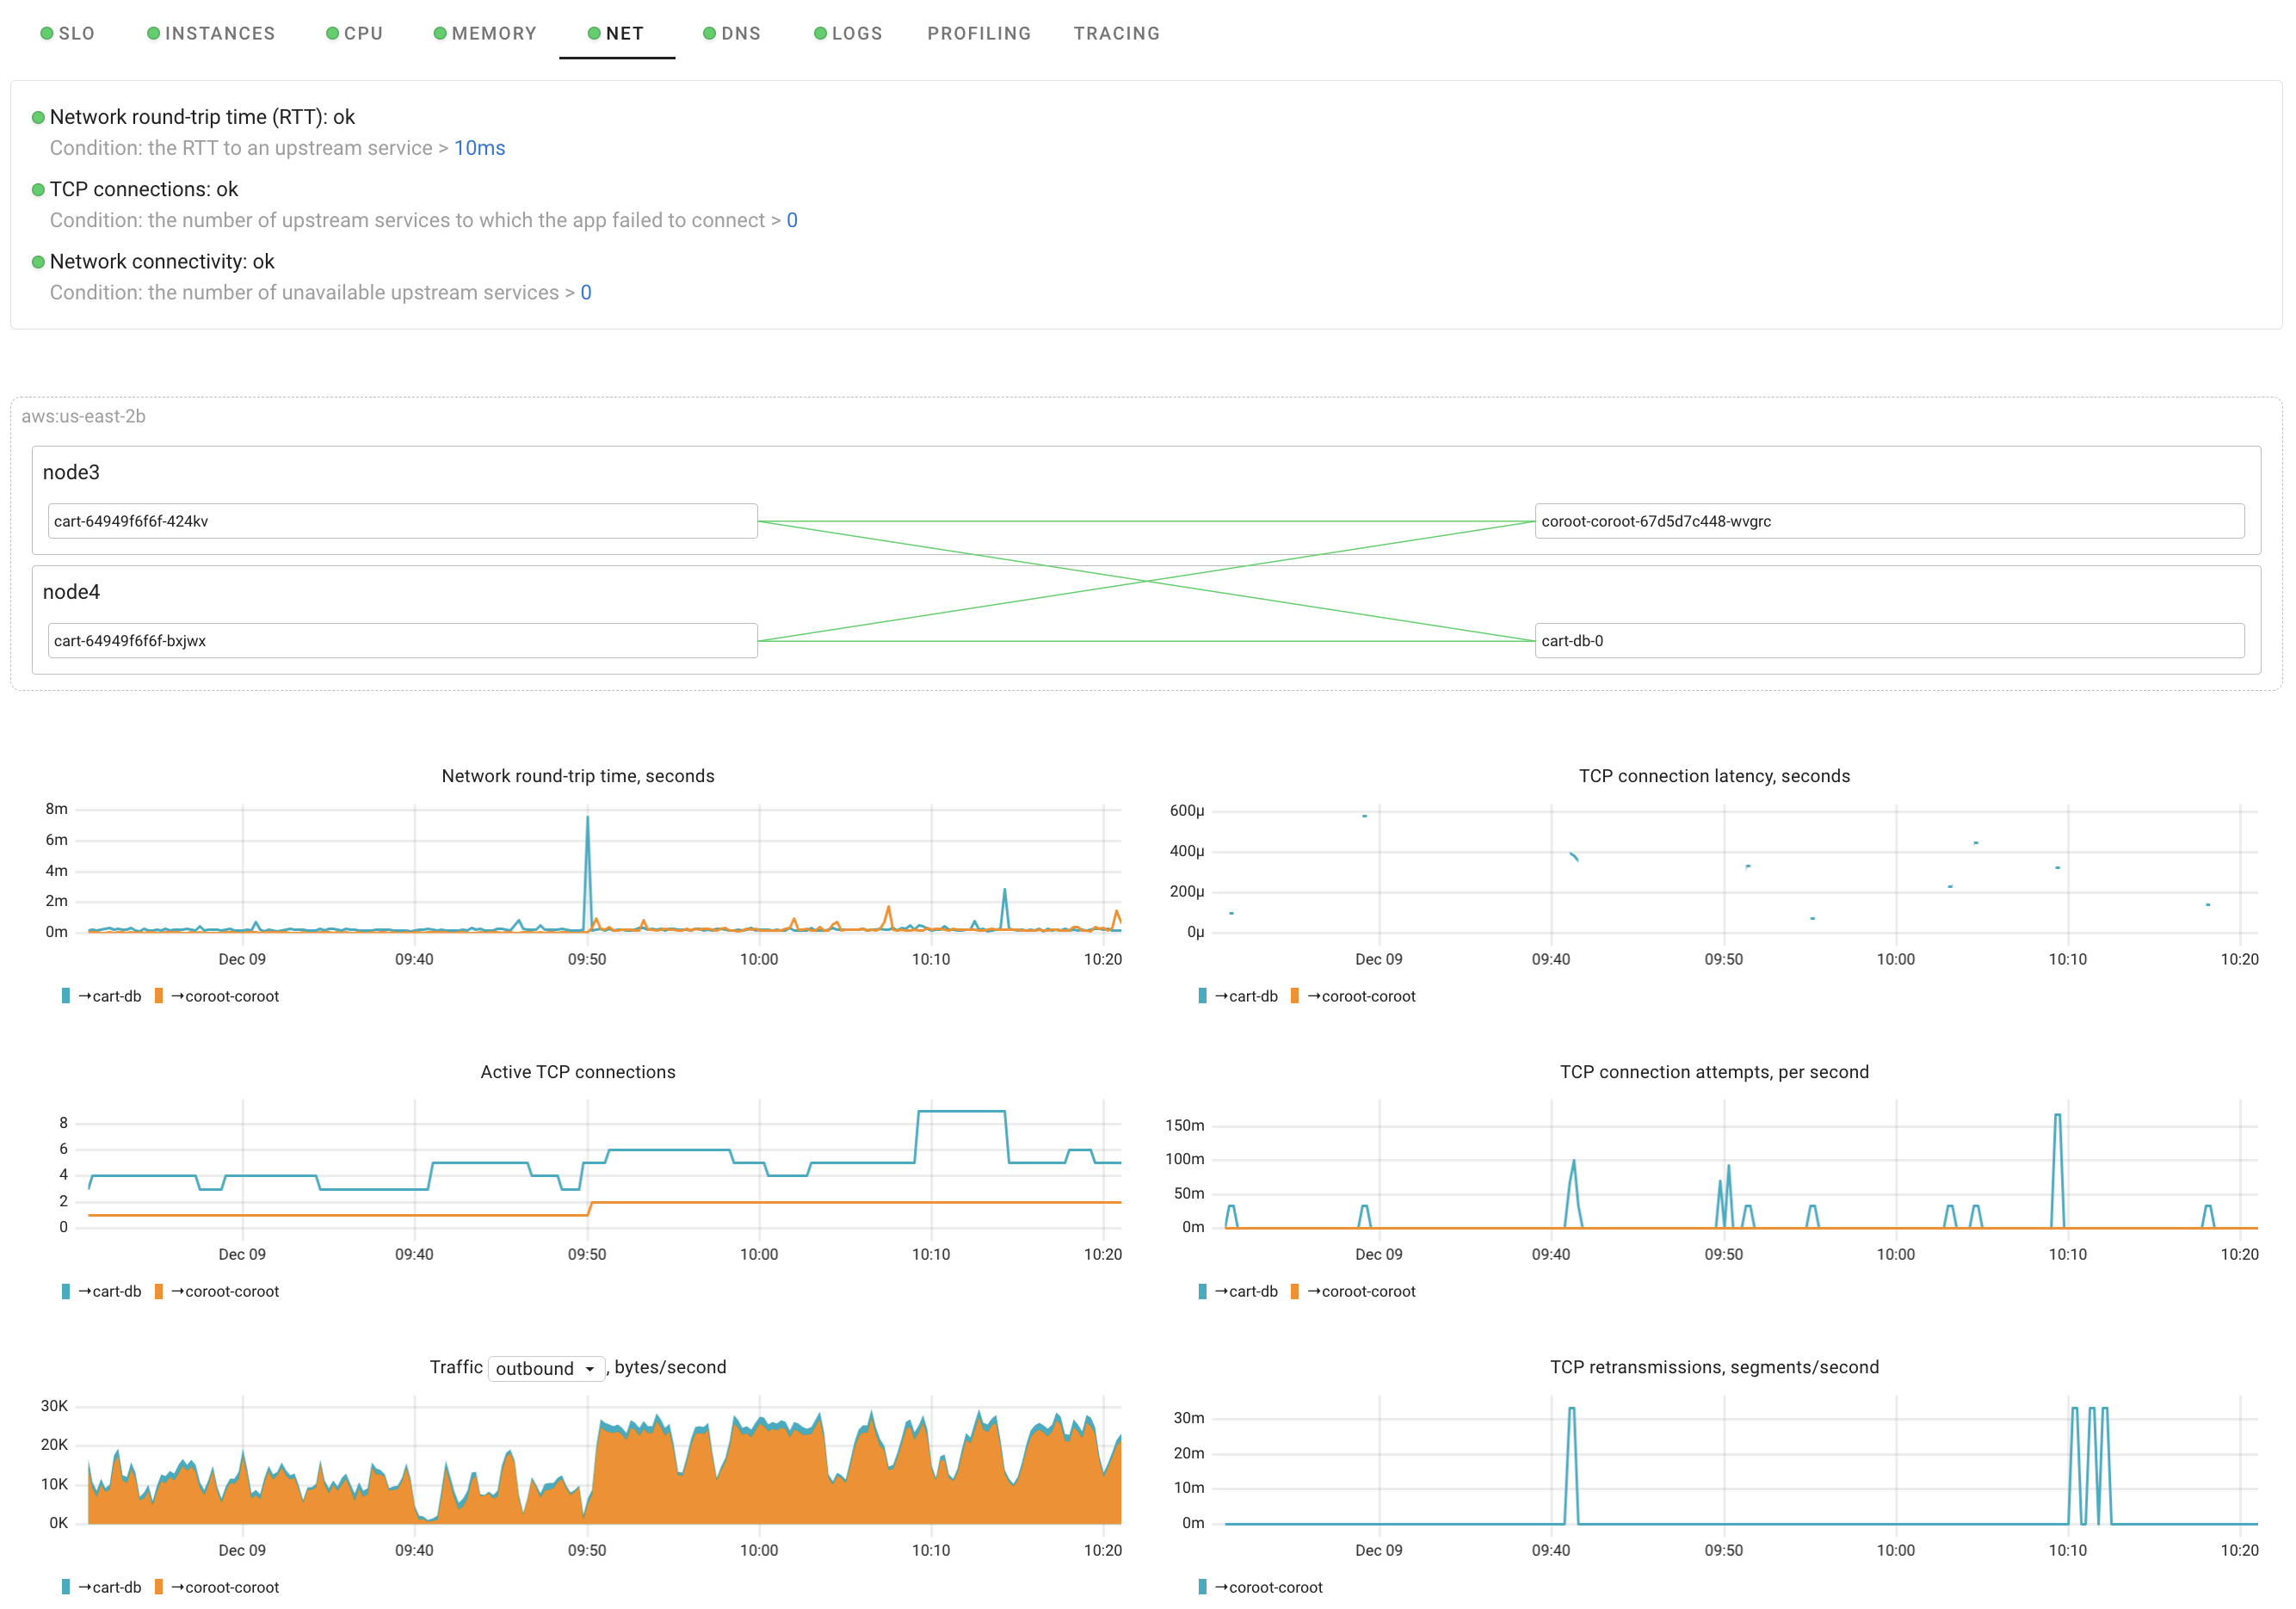 SLO INSTANCES CPU MEMORY NET DNS LOGS PROFILING TRACING
Network round-trip time (RTT): ok
Condition: the RTT to an upstream service > 10ms
TCP connections: ok
Condition: the number of upstream services to which the app failed to connect > 0
Network connectivity: ok
Condition: the number of unavailable upstream services > 0
aws:us-east-2b
node3
cart-64949f6f6f-424kv
coroot-coroot-67d5d7c448-wvgrc
node4
cart-64949f6f6f-bxjwx
cart-db-0
Network round-trip time, seconds
8m
6m
4m
2m
0m
Dec 09 09:40 09:50 10:00 10:10 10:20
→cart-db →coroot-coroot
TCP connection latency, seconds
600μ
400μ
200μ
0μ
Dec 09 09:40 09:50 10:00 10:10 10:20
→cart-db →coroot-coroot
Active TCP connections
8
6
4
2
0
Dec 09 09:40 09:50 10:00 10:10 10:20
→cart-db →coroot-coroot
TCP connection attempts, per second
150m
100m
50m
0m
Dec 09 09:40 09:50 10:00 10:10 10:20
→cart-db →coroot-coroot
Traffic outbound , bytes/second
30K
20K
10K
0K
Dec 09 09:40 09:50 10:00 10:10 10:20
→cart-db →coroot-coroot
TCP retransmissions, segments/second
30m
20m
10m
0m
Dec 09 09:40 09:50 10:00 10:10 10:20
→coroot-coroot